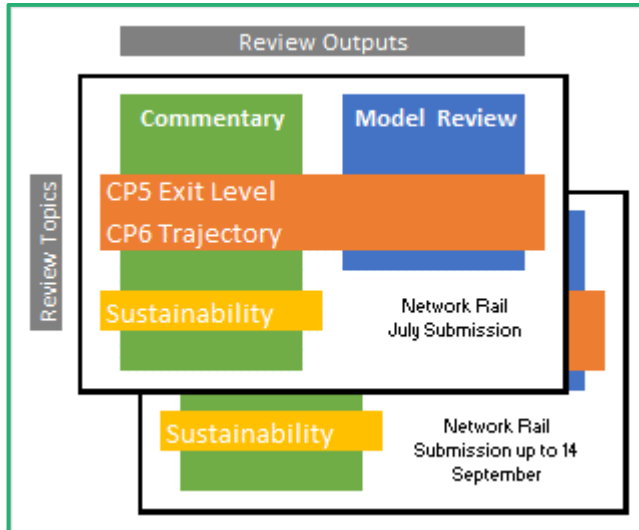 Review Outputs
Commentary
Model Review
Review Topics
CP5 Exit Level
CP6 Trajectory
Sustainability
Network Rail
July Submission
Sustainability
Network Rail
Submission up to 14
September